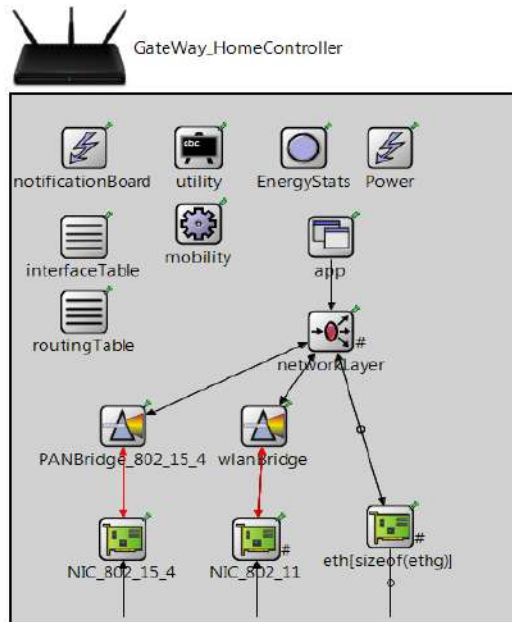 GateWay_HomeController
notificationBoard
utility
EnergyStats
Power
interfaceTable
mobility
app
routingTable
#
networkLayer
PANBridge_802_15_4
wlanBridge
#
#
NIC_802_15_4
NIC_802_11
eth[sizeof(ethg)]